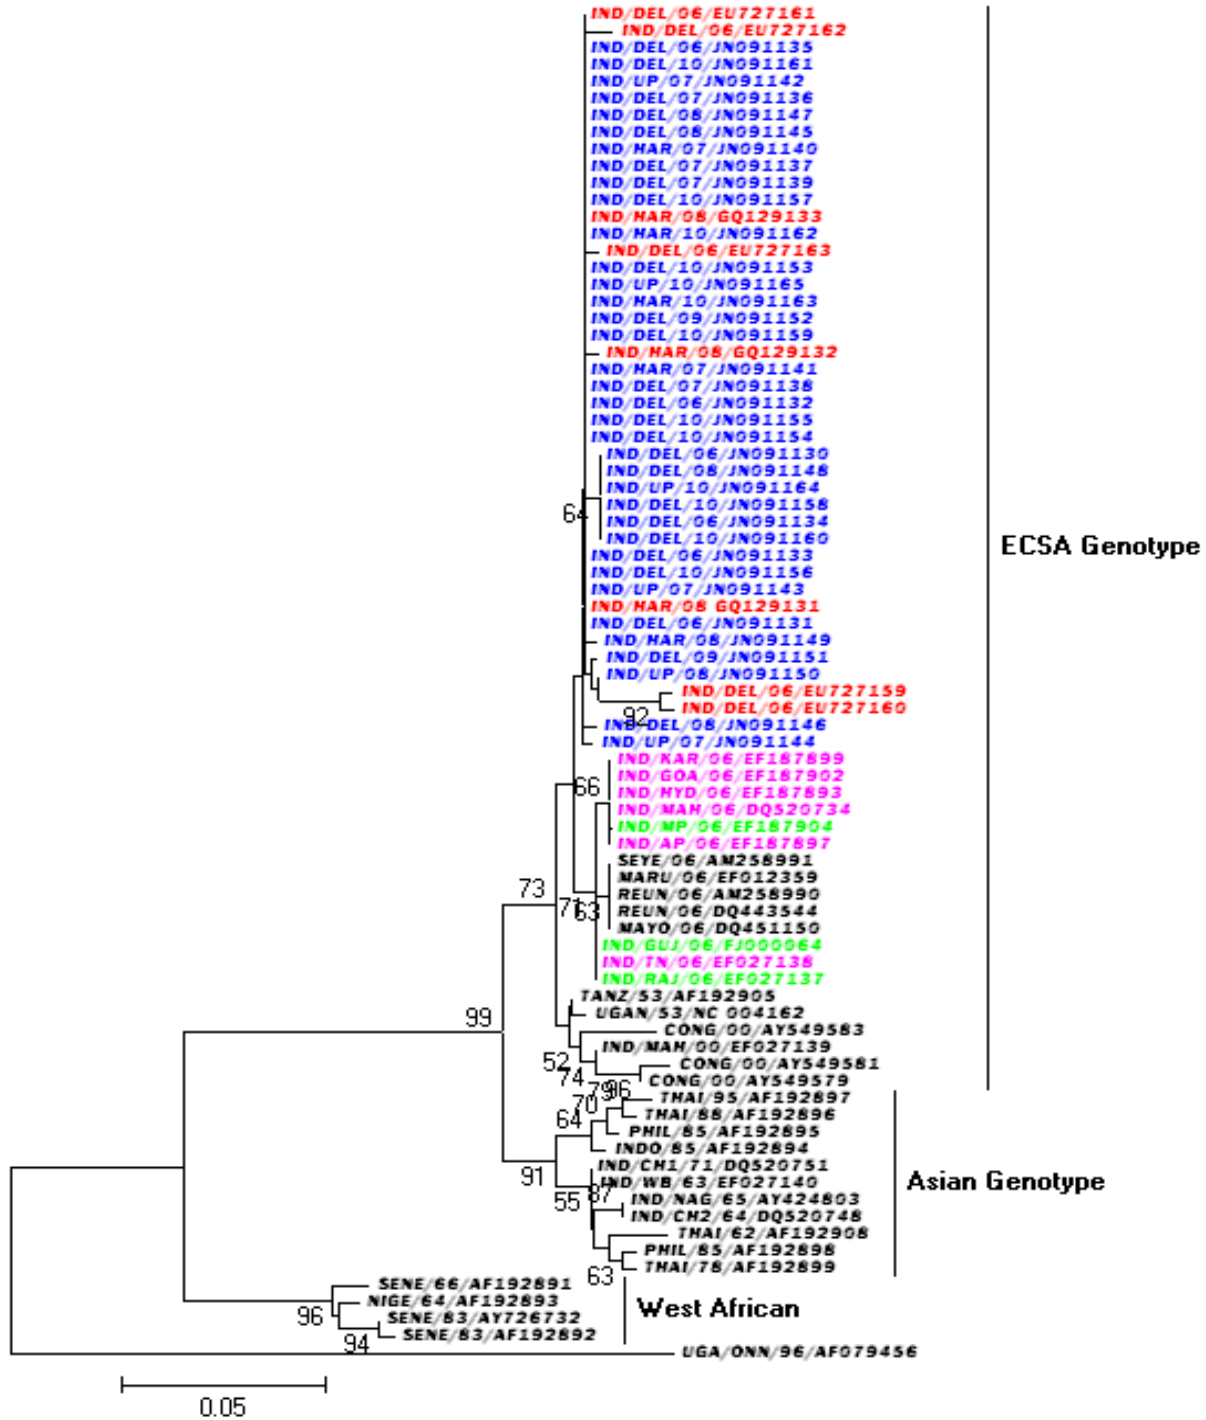 IND/DEL/06/EU727161
IND/DEL/06/EU727162
IND/DEL/06/JN091135
IND/DEL/10/JN091161
IND/UP/07/JN091142
IND/DEL/07/JN091136
IND/DEL/08/JN091147
IND/DEL/08/JN091145
IND/HAR/07/JN091140
IND/DEL/07/JN091137
IND/DEL/07/JN091139
IND/DEL/10/JN091157
IND/HAR/08/GQ129133
IND/HAR/10/JN091162
IND/DEL/06/EU727163
IND/DEL/10/JN091153
IND/UP/10/JN091165
IND/HAR/10/JN091163
IND/DEL/09/JN091152
IND/DEL/10/JN091159
IND/HAR/08/GQ129132
IND/HAR/07/JN091141
IND/DEL/07/JN091138
IND/DEL/06/JN091132
IND/DEL/10/JN091155
IND/DEL/10/JN091154
IND/DEL/06/JN091130
IND/DEL/08/JN091148
IND/UP/10/JN091164
IND/DEL/10/JN091158
64
IND/DEL/06/JN091134
IND/DEL/10/JN091160
ECSA Genotype
IND/DEL/06/JN091133
IND/DEL/10/JN091156
IND/UP/07/JN091143
IND/HAR/08 GQ129131
IND/DEL/06/JN091131
IND/HAR/08/JN091149
IND/DEL/09/JN091151
IND/UP/08/JN091150
IND/DEL/06/EU727159
IND/DEL/06/EU727160
92
IND/DEL/08/JN091146
IND/UP/07/JN091144
IND/KAR/06/EF187899
IND/GOA/06/EF187902
66
IND/HYD/06/EF187893
IND/MAH/06/DQ520734
IND/MP/06/EF187904
IND/AP/06/EF187897
SEYE/06/AM258991
MARU/06/EF012359
73
REUN/06/AM258990
71
63
REUN/06/DQ443544
MAYO/06/DQ451150
IND/GUJ/06/FJ000064
IND/TN/06/EF027138
IND/RAJ/06/EF027137
TANZ/53/AF192905
UGAN/53/NC 004162
99
CONG/00/AY549583
IND/MAH/00/EF027139
52
CONG/00/AY549581
74
CONG/00/AY549579
79
96
THAI/95/AF192897
70
THAI/88/AF192896
64
PHIL/85/AF192895
INDO/85/AF192894
IND/CH1/71/DQ520751
91
IND/WB/63/EF027140
Asian Genotype
87
55
IND/NAG/65/AY424803
IND/CH2/64/DQ520748
THAI/62/AF192908
PHIL/85/AF192898
THAI/78/AF192899
63
SENE/66/AF192891
NIGE/64/AF192893
West African
96
SENE/83/AY726732
SENE/83/AF192892
94
UGA/ONN/96/AF079456
0.05